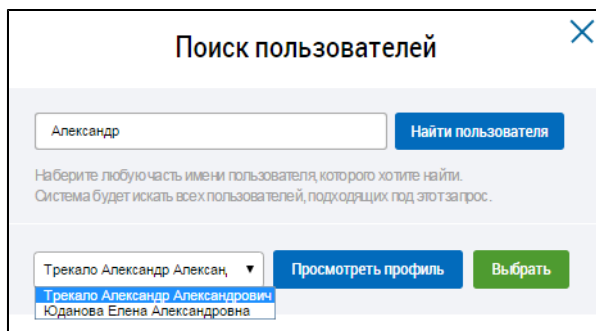 Поиск пользователей
Александр
Найти пользователя
Наберите любую часть имени пользователя, которого хотите найти.
Система будет искать всех пользователей, подходящих под этот запрос.
Трекало Александр Алексан,
Просмотреть профиль
Выбрать
Трекало Александр Александрович
Юданова Елена Александровна